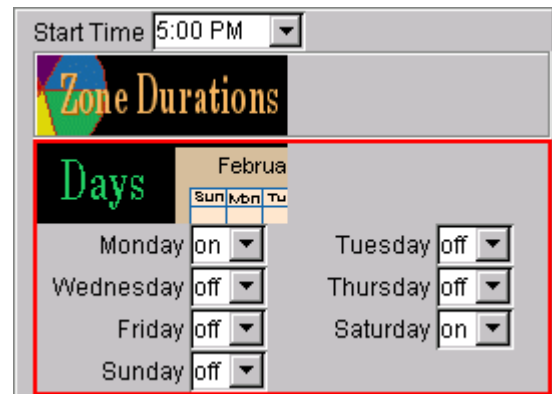 Start Time 5:00 PM
Zone Durations
Days
Februa
Sun Mon Tu
Monday on Tuesday off
Wednesday off Thursday off
Friday off Saturday on
Sunday off